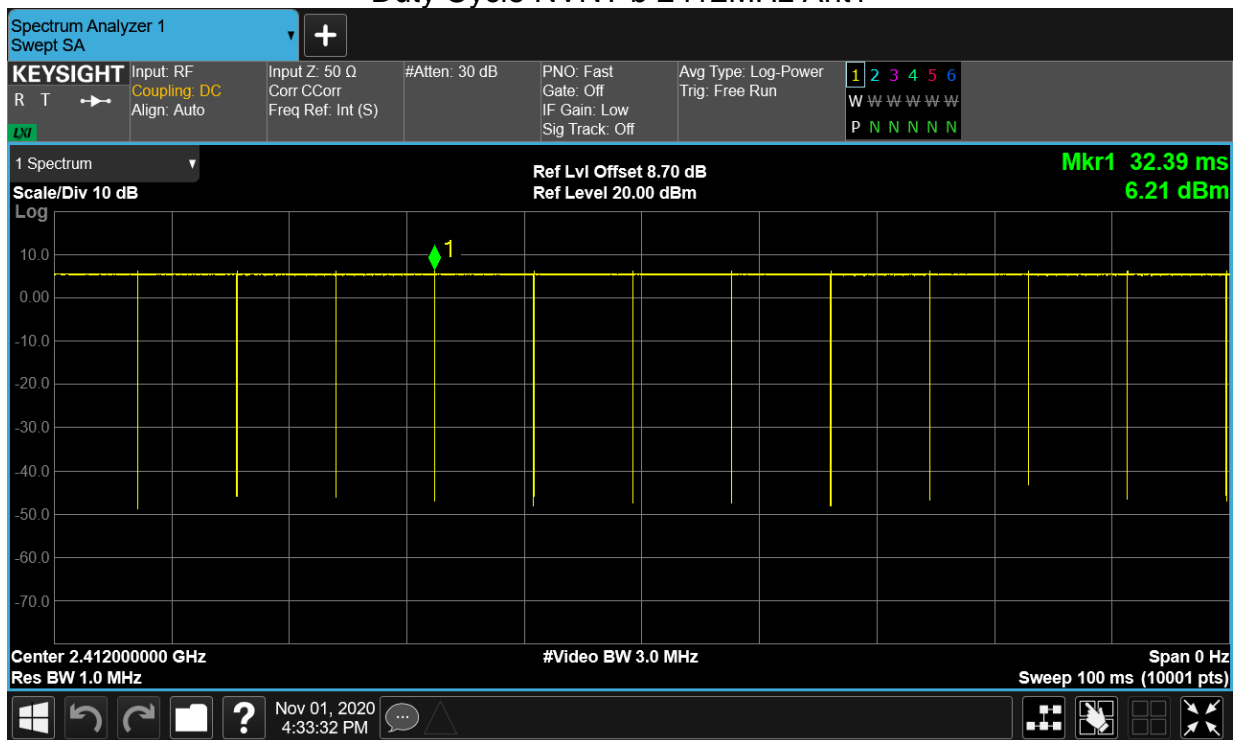 Duty Cycle NVNT b 2412MHz Ant1
Spectrum Analyzer 1
Swept SA
KEYSIGHT
R T
LXI
Input: RF
Coupling: DC
Align: Auto
Input Z: 50 Ω
Corr CCorr
Freq Ref: Int (S)
#Atten: 30 dB
PNO: Fast
Gate: Off
IF Gain: Low
Sig Track: Off
Avg Type: Log-Power
Trig: Free Run
1 2 3 4 5 6
W W W W W W
P N N N N N
1 Spectrum
Scale/Div 10 dB
Ref Lvl Offset 8.70 dB
Ref Level 20.00 dBm
Mkr1 32.39 ms
6.21 dBm
Log
1
10.0
0.00
-10.0
-20.0
-30.0
-40.0
-50.0
-60.0
-70.0
Center 2.412000000 GHz
Res BW 1.0 MHz
#Video BW 3.0 MHz
Span 0 Hz
Sweep 100 ms (10001 pts)
?
Nov 01, 2020
4:33:32 PM